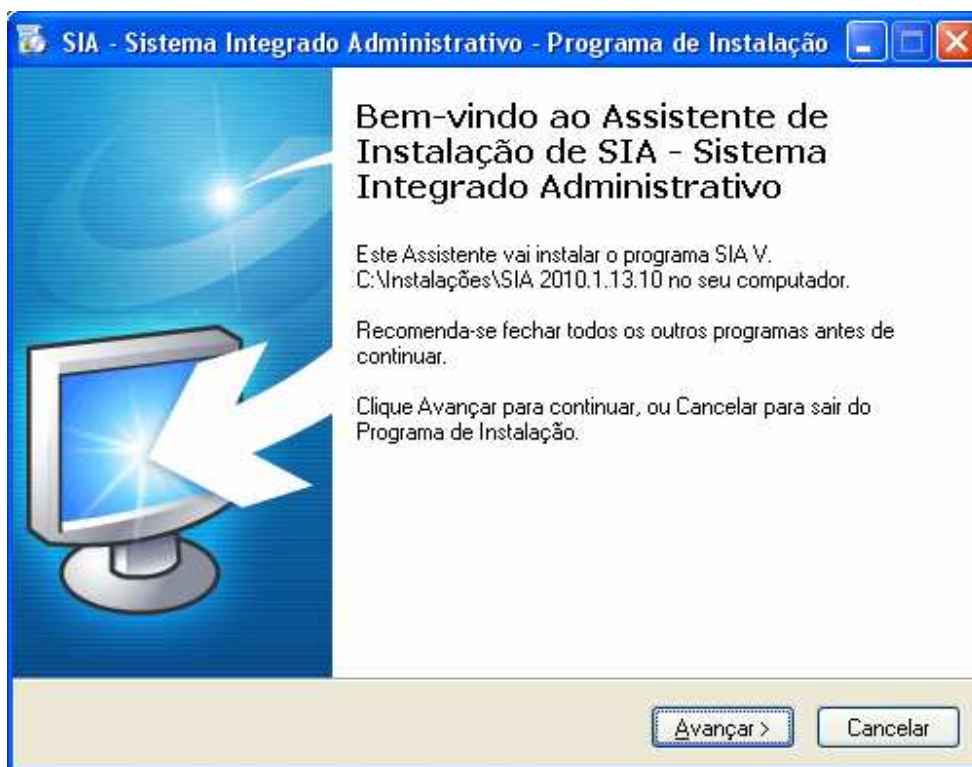 SIA - Sistema Integrado Administrativo - Programa de Instalação
Bem-vindo ao Assistente de
Instalação de SIA - Sistema
Integrado Administrativo
Este Assistente vai instalar o programa SIA V.
C:\Instalações\SIA 2010.1.13.10 no seu computador.
Recomenda-se fechar todos os outros programas antes de
continuar.
Clique Avançar para continuar, ou Cancelar para sair do
Programa de Instalação.
Avançar >
Cancelar